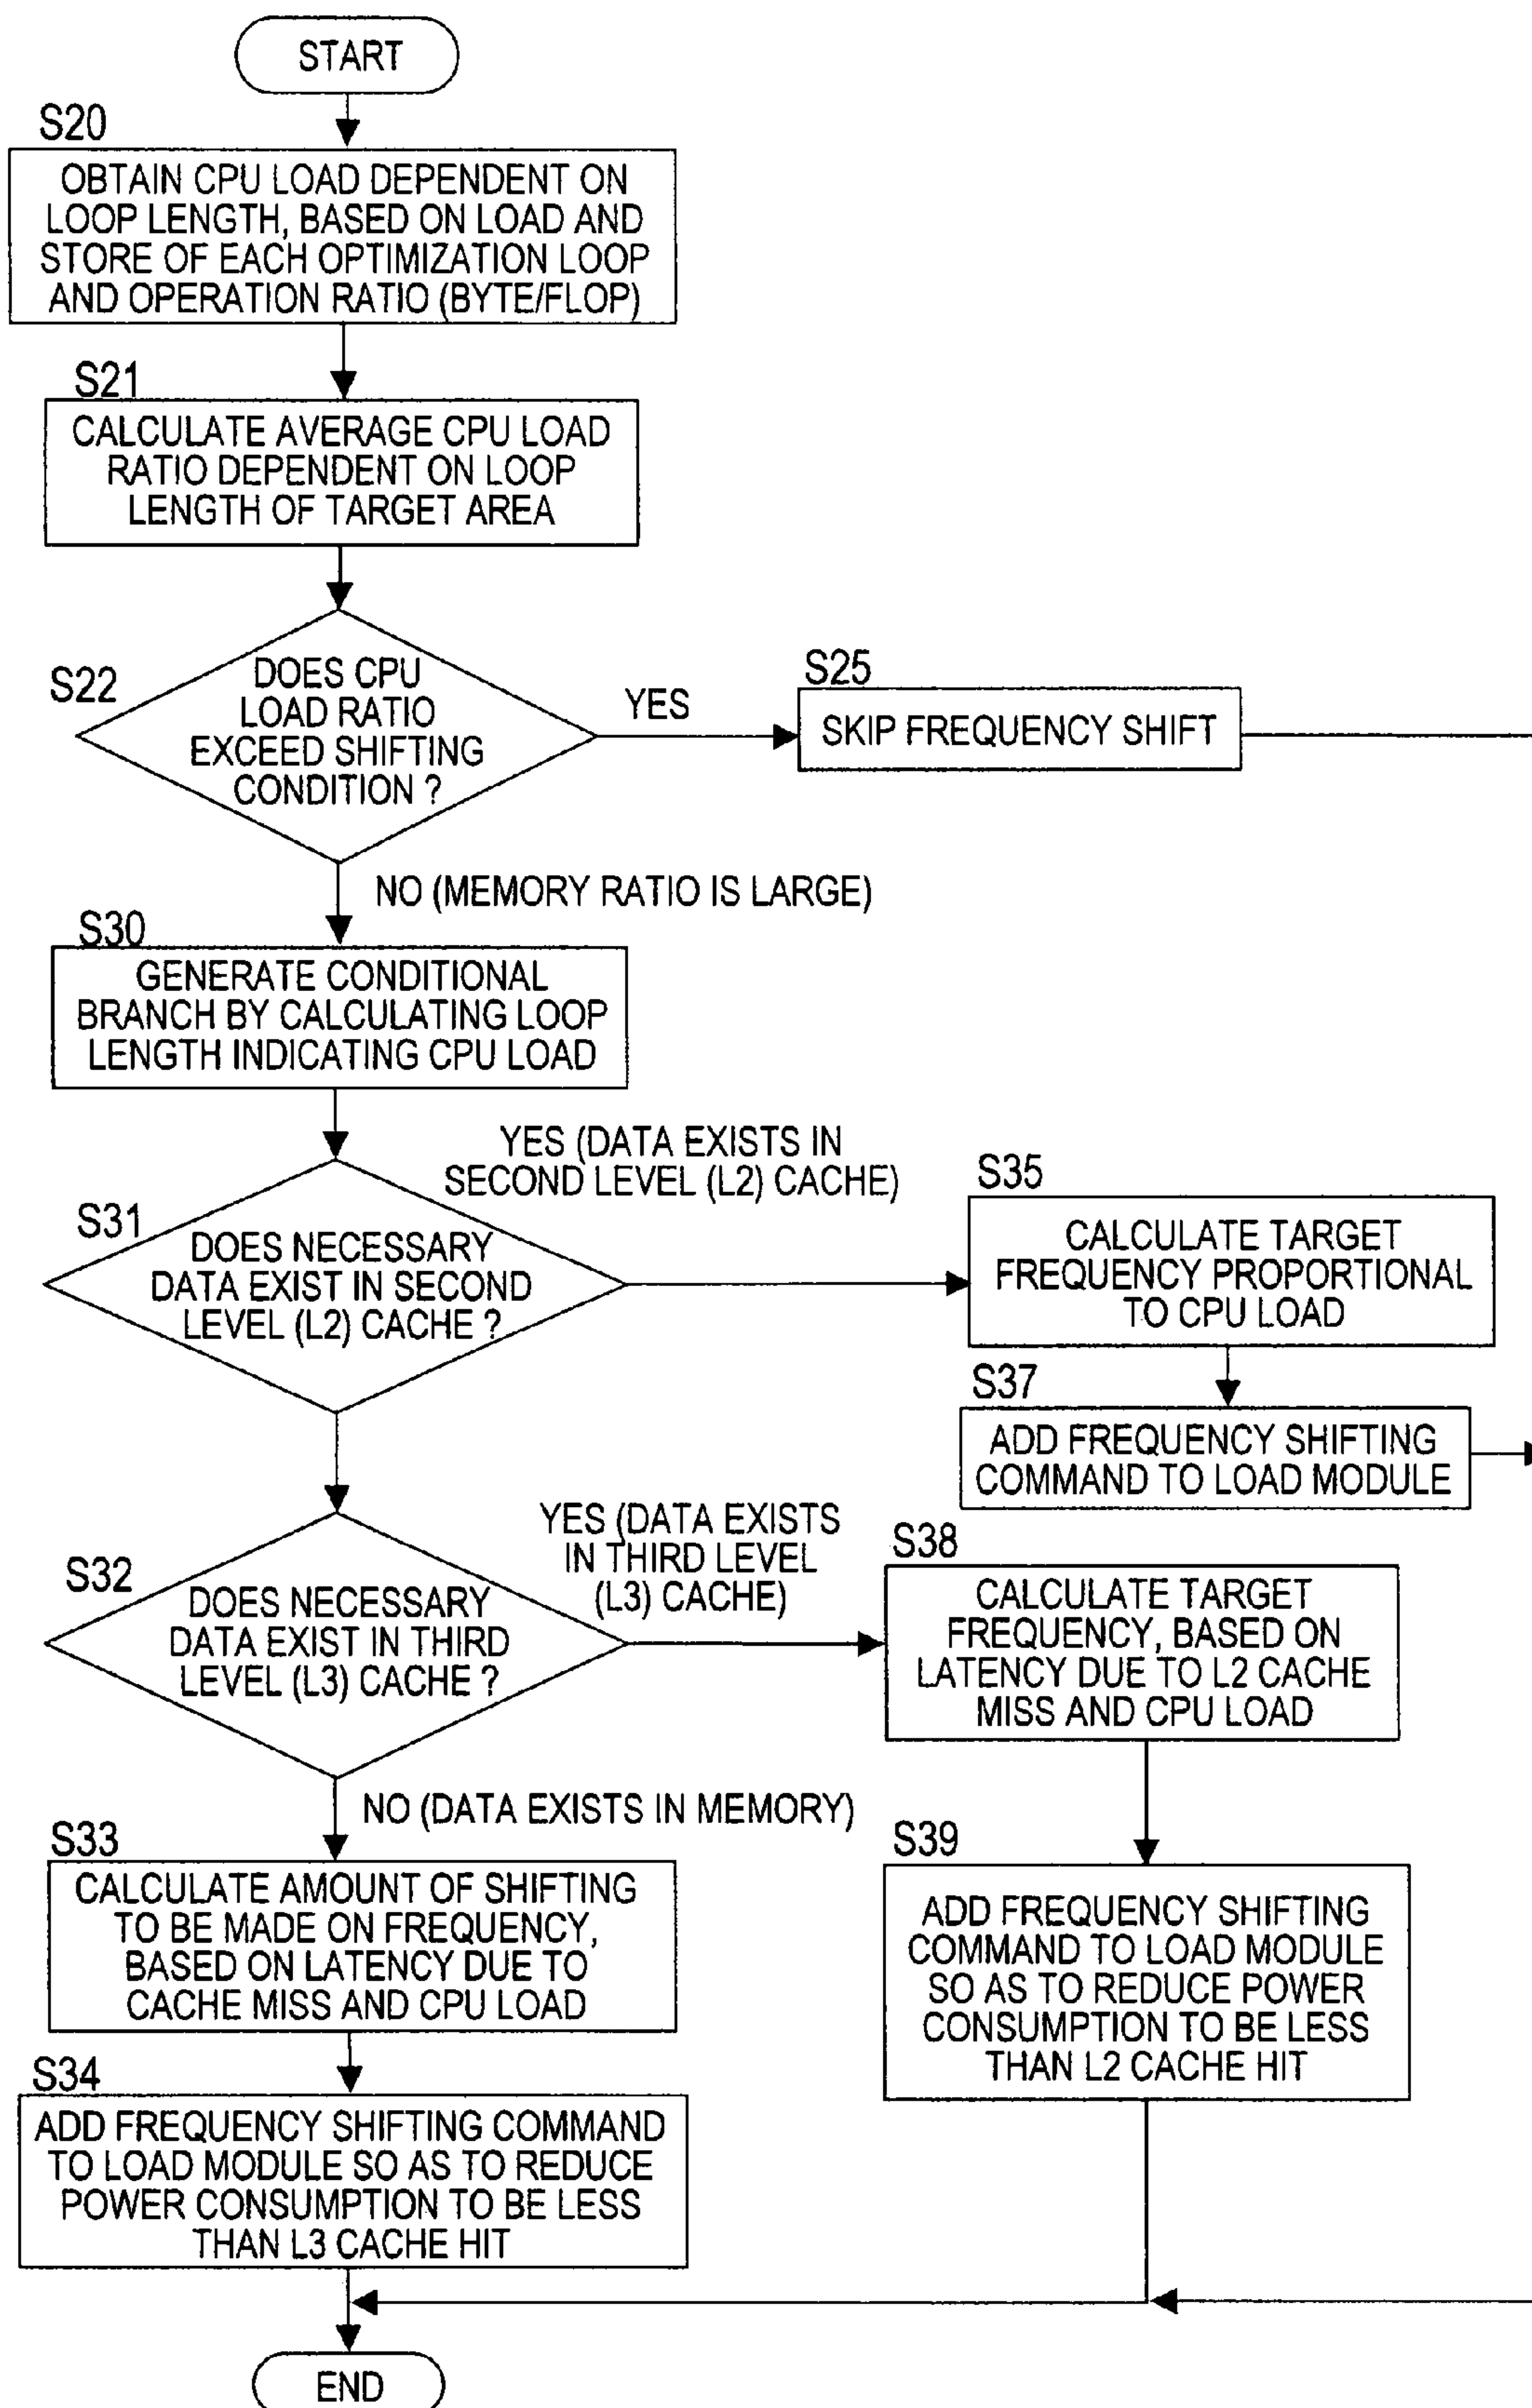 START
S20
OBTAIN CPU LOAD DEPENDENT ON
LOOP LENGTH, BASED ON LOAD AND
STORE OF EACH OPTIMIZATION LOOP
AND OPERATION RATIO (BYTE/FLOP)
S21
CALCULATE AVERAGE CPU LOAD
RATIO DEPENDENT ON LOOP
LENGTH OF TARGET AREA
S22
DOES CPU
LOAD RATIO
EXCEED SHIFTING
CONDITION ?
YES
S25
SKIP FREQUENCY SHIFT
NO (MEMORY RATIO IS LARGE)
S30
GENERATE CONDITIONAL
BRANCH BY CALCULATING LOOP
LENGTH INDICATING CPU LOAD
S31
DOES NECESSARY
DATA EXIST IN SECOND
LEVEL (L2) CACHE ?
YES (DATA EXISTS IN
SECOND LEVEL (L2) CACHE)
S35
CALCULATE TARGET
FREQUENCY PROPORTIONAL
TO CPU LOAD
S37
ADD FREQUENCY SHIFTING
COMMAND TO LOAD MODULE
S32
DOES NECESSARY
DATA EXIST IN THIRD
LEVEL (L3) CACHE ?
YES (DATA EXISTS
IN THIRD LEVEL
(L3) CACHE)
S38
CALCULATE TARGET
FREQUENCY, BASED ON
LATENCY DUE TO L2 CACHE
MISS AND CPU LOAD
NO (DATA EXISTS IN MEMORY)
S33
CALCULATE AMOUNT OF SHIFTING
TO BE MADE ON FREQUENCY,
BASED ON LATENCY DUE TO
CACHE MISS AND CPU LOAD
S39
ADD FREQUENCY SHIFTING
COMMAND TO LOAD MODULE
SO AS TO REDUCE POWER
CONSUMPTION TO BE LESS
THAN L2 CACHE HIT
S34
ADD FREQUENCY SHIFTING COMMAND
TO LOAD MODULE SO AS TO REDUCE
POWER CONSUMPTION TO BE LESS
THAN L3 CACHE HIT
END